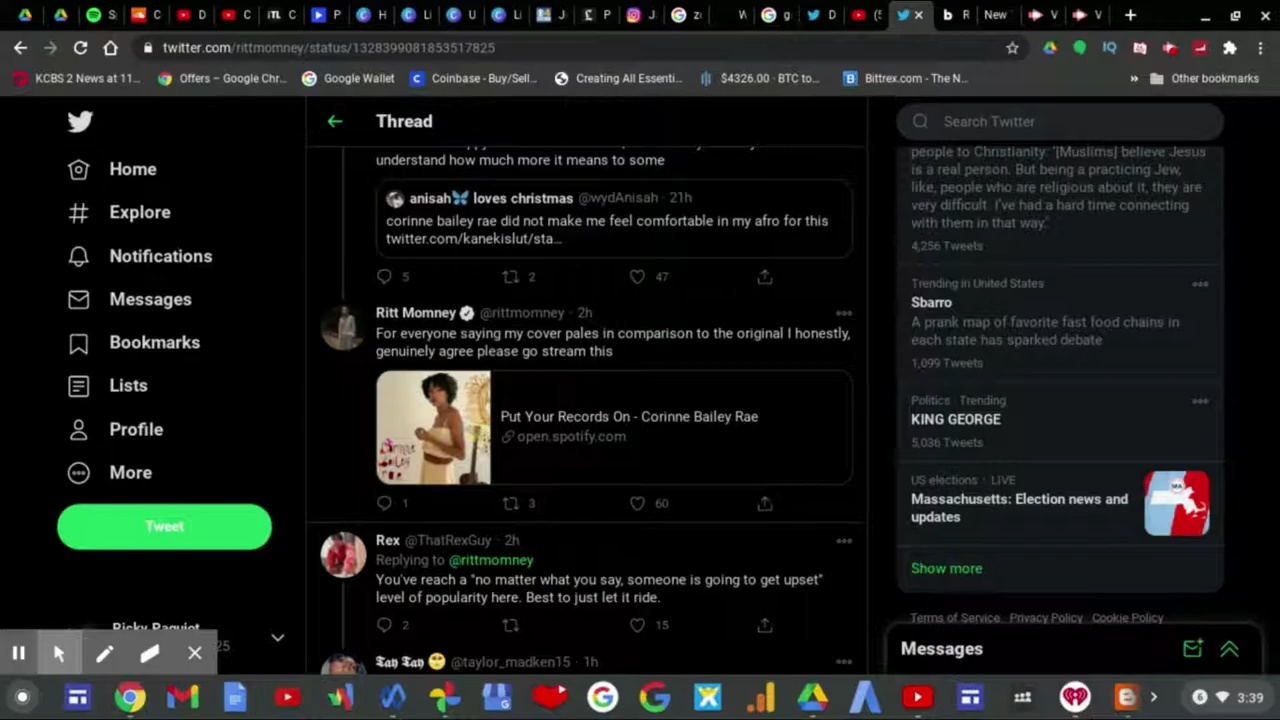 D
D
C
D
C
C
P
H
Li
U
Li
J
P
J
W
D
(5
R
New
V
V
twitter.com/rittmomney/status/1328399081853517825
KCBS 2 News at 11...
Offers – Google Chr...
Google Wallet
Coinbase - Buy/Sell...
Creating All Essenti...
$4326.00 · BTC to...
Bittrex.com - The N...
Other bookmarks
Home
Explore
Notifications
Messages
Bookmarks
Lists
Profile
More
Tweet
Thread
understand how much more it means to some
anisah🦋 loves christmas @wydAnisah · 21h
corinne bailey rae did not make me feel comfortable in my afro for this
twitter.com/kanekislut/sta...
5 2 47
Ritt Momney @rittmomney · 2h
For everyone saying my cover pales in comparison to the original I honestly,
genuinely agree please go stream this
Put Your Records On - Corinne Bailey Rae
open.spotify.com
1 3 60
Rex @ThatRexGuy · 2h
Replying to @rittmomney
You've reach a "no matter what you say, someone is going to get upset"
level of popularity here. Best to just let it ride.
2 15
𝕿𝖆𝖞 𝕿𝖆𝖞 @taylor_madken15 · 1h
Search Twitter
people to Christianity: '[Muslims] believe Jesus
is a real person. But being a practicing Jew,
like, people who are religious about it, they are
very difficult. I've had a hard time connecting
with them in that way.'
4,256 Tweets
Trending in United States
Sbarro
A prank map of favorite fast food chains in
each state has sparked debate
1,099 Tweets
Politics · Trending
KING GEORGE
5,036 Tweets
US elections · LIVE
Massachusetts: Election news and
updates
Show more
Terms of Service Privacy Policy Cookie Policy
Messages
Ricky Paquiot
25
6 3:39